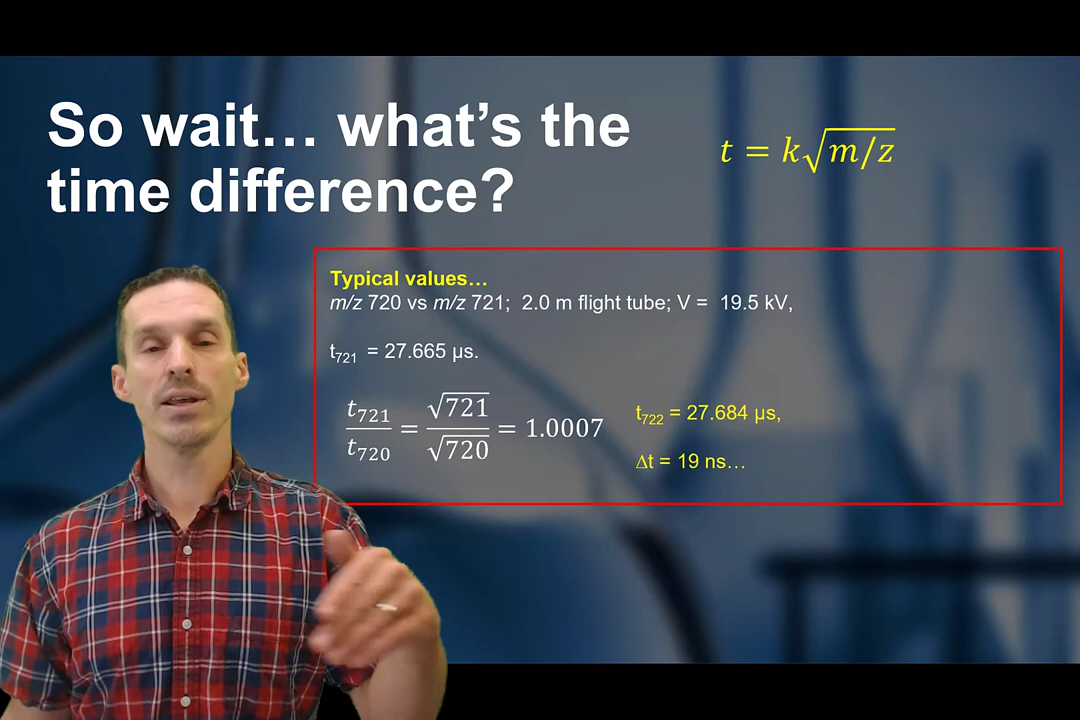 So wait… what's the
time difference?
t = k√m/z
Typical values…
m/z 720 vs m/z 721; 2.0 m flight tube; V = 19.5 kV,
t721 = 27.665 µs.
t721/t720 = √721/√720 = 1.0007
t722 = 27.684 µs,
Δt = 19 ns…